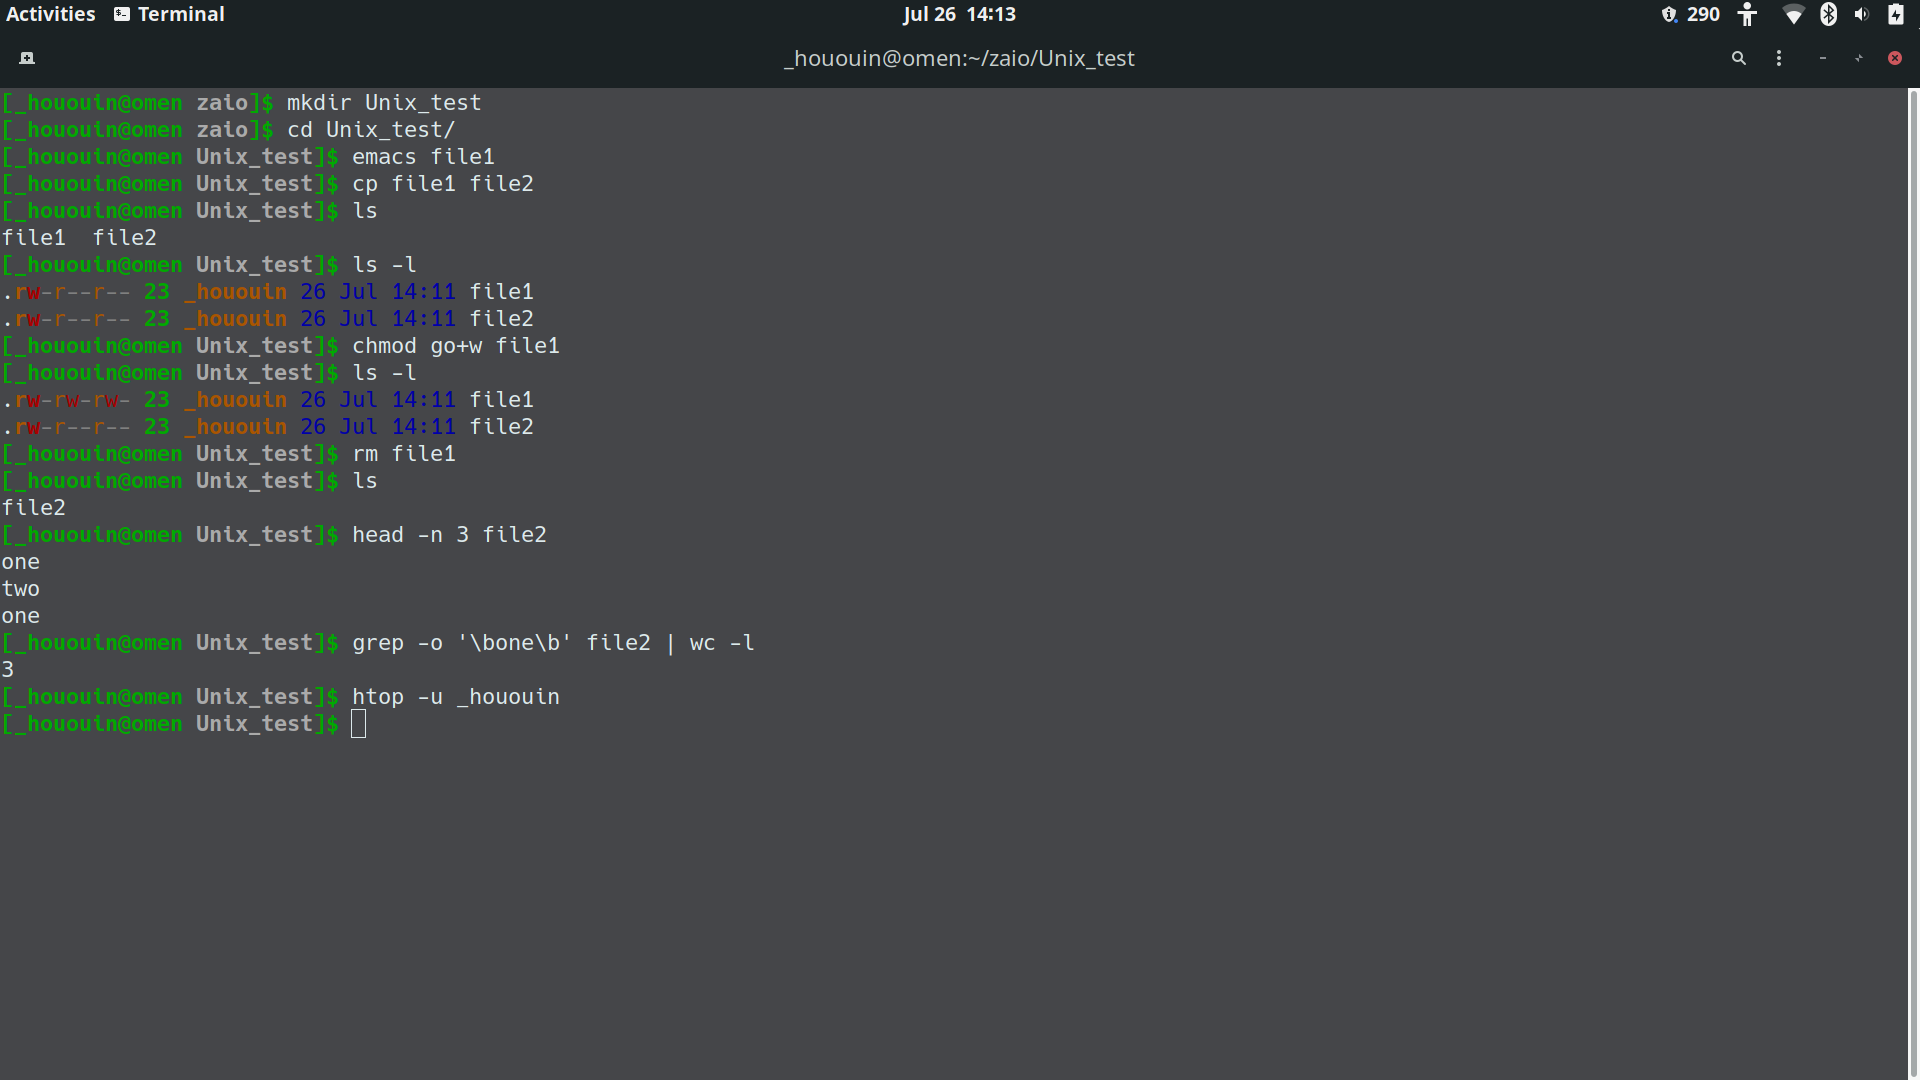 Activities Terminal Jul 26 14:13 290
_hououin@omen:~/zaio/Unix_test
[_hououin@omen zaio]$ mkdir Unix_test
[_hououin@omen zaio]$ cd Unix_test/
[_hououin@omen Unix_test]$ emacs file1
[_hououin@omen Unix_test]$ cp file1 file2
[_hououin@omen Unix_test]$ ls
file1  file2
[_hououin@omen Unix_test]$ ls -l
.rw-r--r-- 23 _hououin 26 Jul 14:11 file1
.rw-r--r-- 23 _hououin 26 Jul 14:11 file2
[_hououin@omen Unix_test]$ chmod go+w file1
[_hououin@omen Unix_test]$ ls -l
.rw-rw-rw- 23 _hououin 26 Jul 14:11 file1
.rw-r--r-- 23 _hououin 26 Jul 14:11 file2
[_hououin@omen Unix_test]$ rm file1
[_hououin@omen Unix_test]$ ls
file2
[_hououin@omen Unix_test]$ head -n 3 file2
one
two
one
[_hououin@omen Unix_test]$ grep -o '\bone\b' file2 | wc -l
3
[_hououin@omen Unix_test]$ htop -u _hououin
[_hououin@omen Unix_test]$